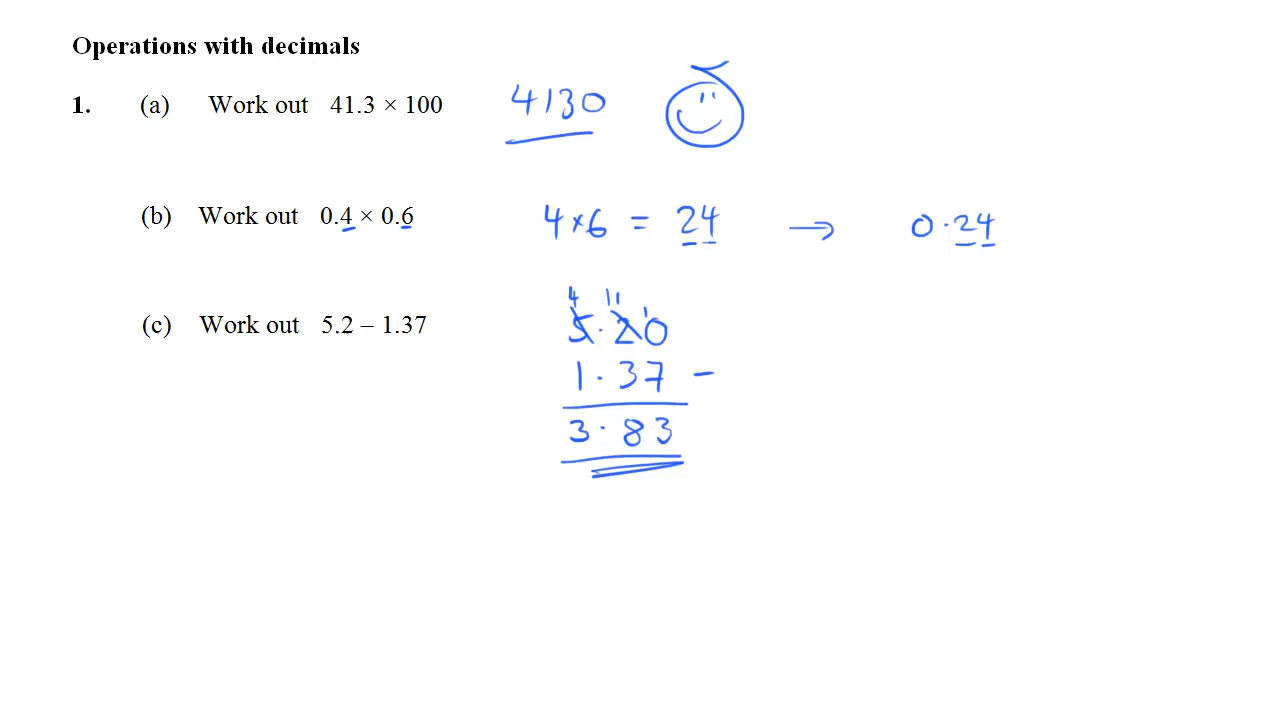 Operations with decimals
1. (a) Work out 41.3 × 100 4130
(b) Work out 0.4 × 0.6 4×6 = 24 → 0·24
4 11 1
(c) Work out 5.2 – 1.37 5·20
1·37 –
3·83